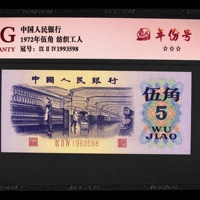 G
RANTY
中国人民银行
1972年伍角 纺织工人
冠号: IX II IV 1993598
年份号
☆☆☆
中国人民银行
伍角
5
WU
JIAO
IX II IV 1993598